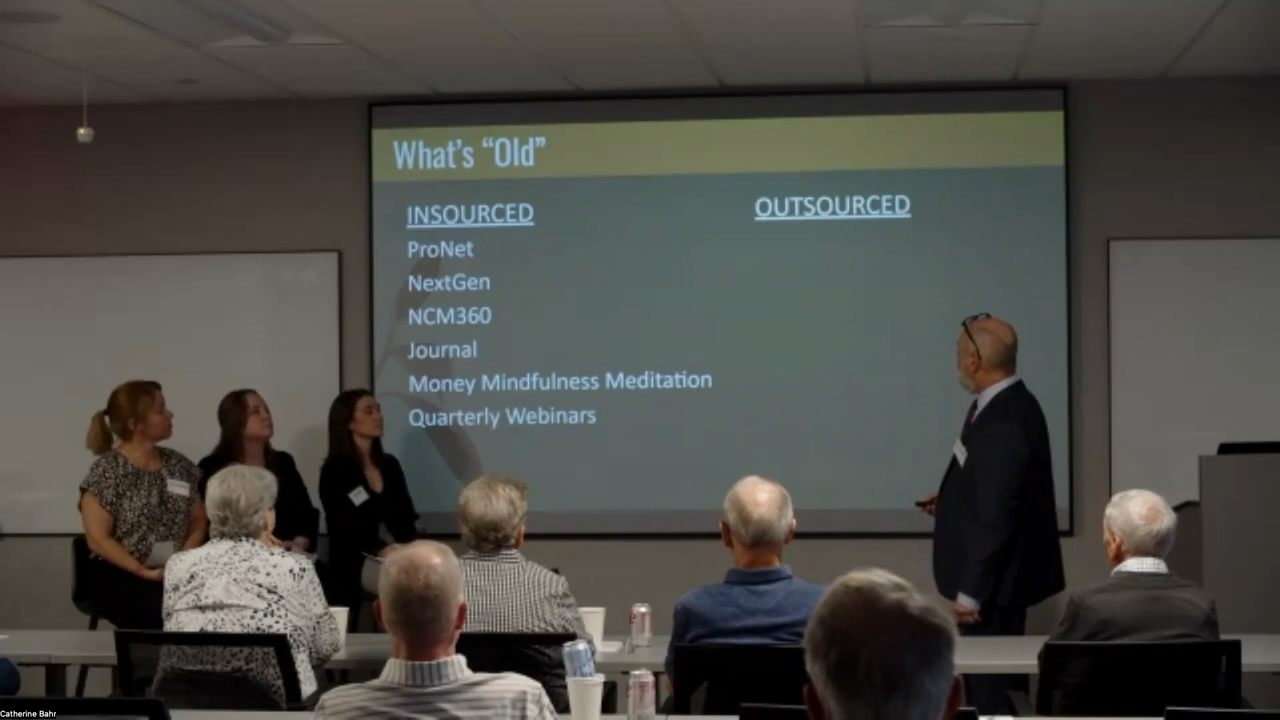 What's "Old"
INSOURCED
OUTSOURCED
ProNet
NextGen
NCM360
Journal
Money Mindfulness Meditation
Quarterly Webinars
Catherine Bahr